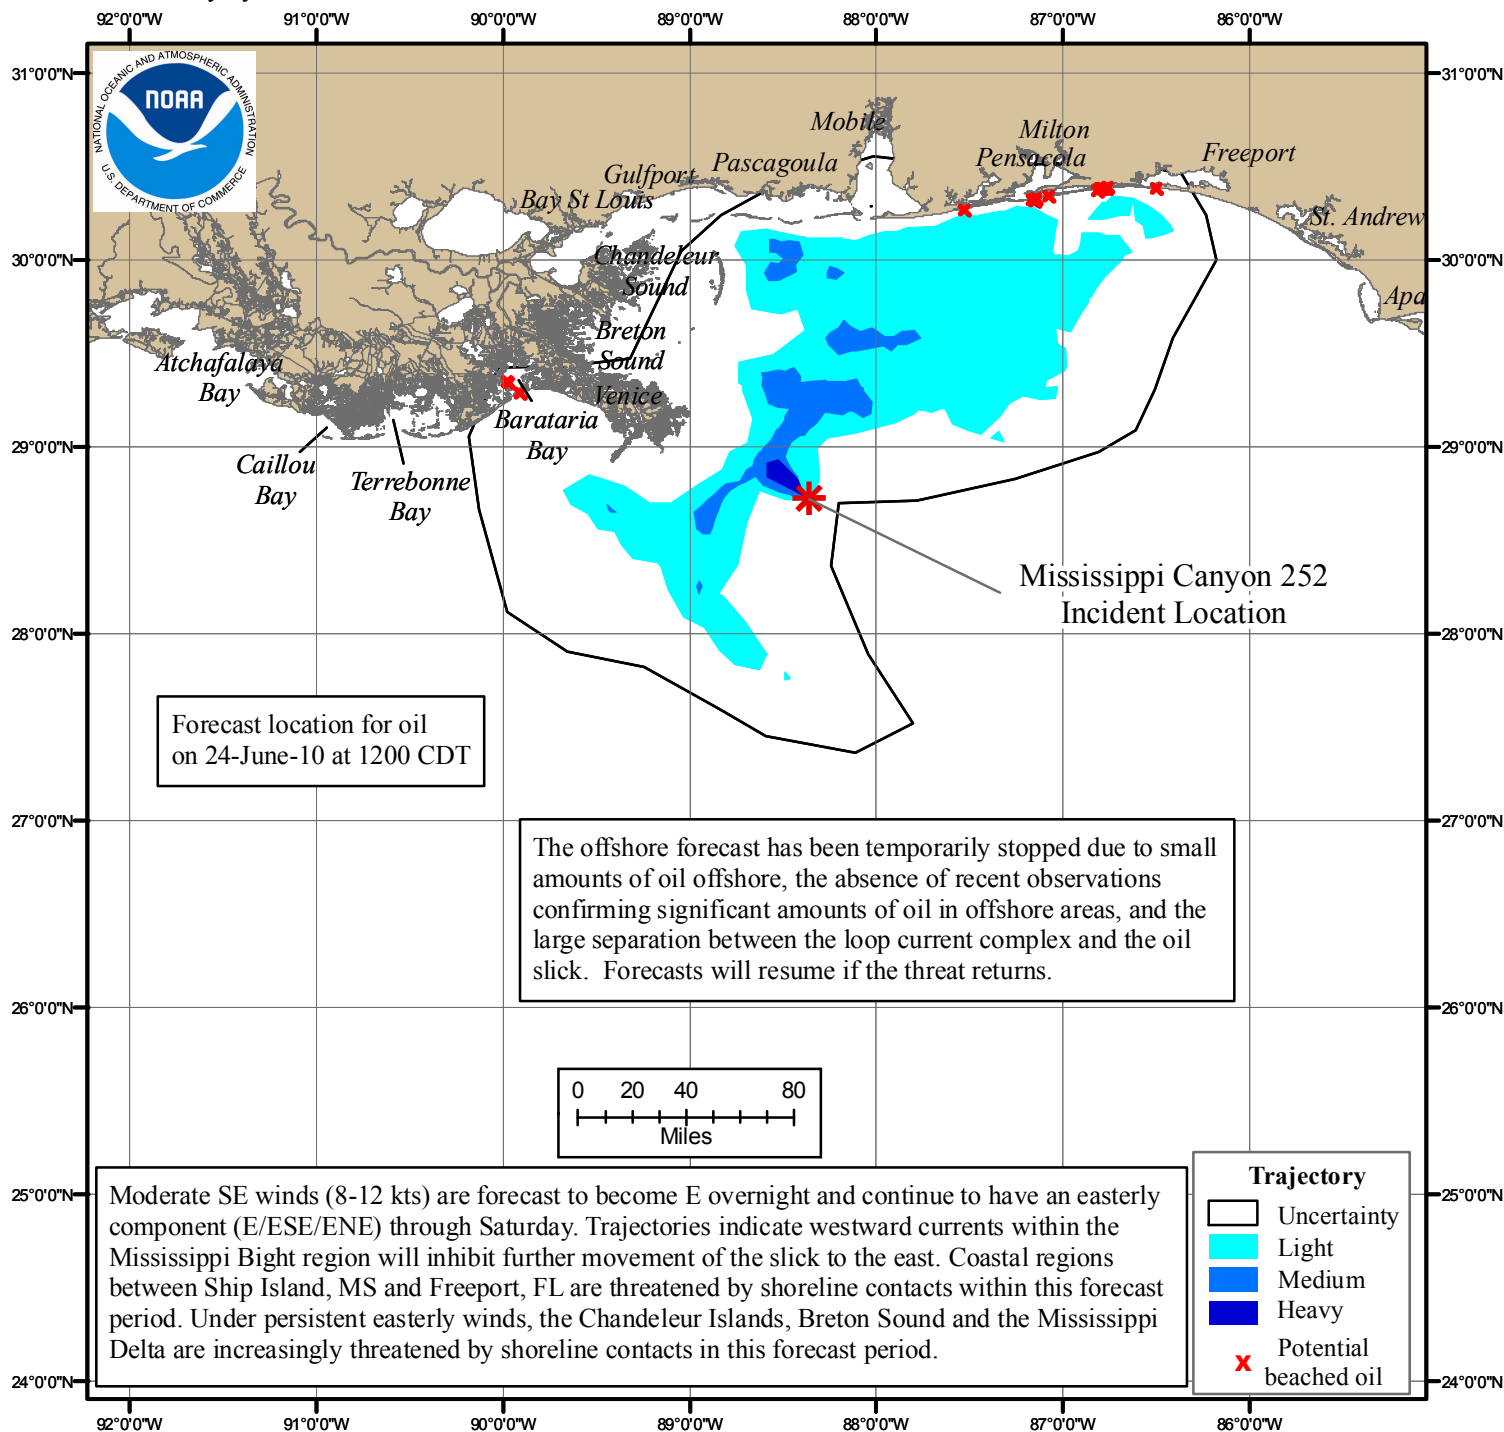 92°0'0"W 91°0'0"W 90°0'0"W 89°0'0"W 88°0'0"W 87°0'0"W 86°0'0"W
31°0'0"N 31°0'0"N
NATIONAL OCEANIC AND ATMOSPHERIC ADMINISTRATION
NOAA
U.S. DEPARTMENT OF COMMERCE
Mobile
Milton
Pensacola
Freeport
Pascagoula
Gulfport
Bay St Louis
St. Andrew
30°0'0"N 30°0'0"N
Chandeleur
Sound
Apa
Breton
Sound
Atchafalaya
Bay
Venice
Barataria
Bay
29°0'0"N 29°0'0"N
Caillou
Bay
Terrebonne
Bay
Mississippi Canyon 252
Incident Location
28°0'0"N 28°0'0"N
Forecast location for oil
on 24-June-10 at 1200 CDT
27°0'0"N 27°0'0"N
The offshore forecast has been temporarily stopped due to small
amounts of oil offshore, the absence of recent observations
confirming significant amounts of oil in offshore areas, and the
large separation between the loop current complex and the oil
slick.  Forecasts will resume if the threat returns.
26°0'0"N 26°0'0"N
0 20 40 80
Miles
25°0'0"N 25°0'0"N
Moderate SE winds (8-12 kts) are forecast to become E overnight and continue to have an easterly
component (E/ESE/ENE) through Saturday. Trajectories indicate westward currents within the
Mississippi Bight region will inhibit further movement of the slick to the east. Coastal regions
between Ship Island, MS and Freeport, FL are threatened by shoreline contacts within this forecast
period. Under persistent easterly winds, the Chandeleur Islands, Breton Sound and the Mississippi
Delta are increasingly threatened by shoreline contacts in this forecast period.
Trajectory
Uncertainty
Light
Medium
Heavy
x Potential
beached oil
24°0'0"N 24°0'0"N
92°0'0"W 91°0'0"W 90°0'0"W 89°0'0"W 88°0'0"W 87°0'0"W 86°0'0"W